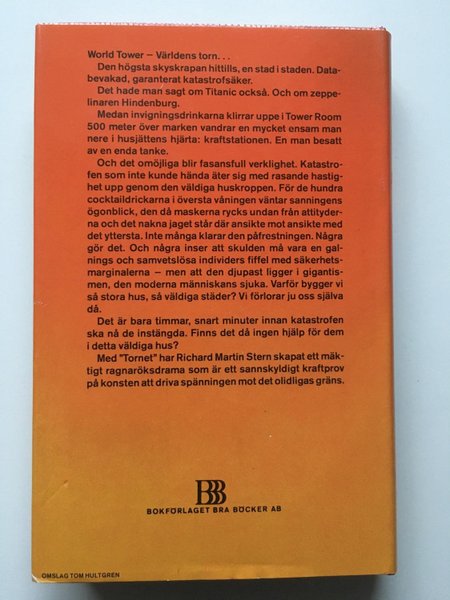 World Tower – Världens torn. . .
Den högsta skyskrapan hittills, en stad i staden. Data-
bevakad, garanterat katastrofsäker.
Det hade man sagt om Titanic också. Och om zeppe-
linaren Hindenburg.
Medan invigningsdrinkarna klirrar uppe i Tower Room
500 meter över marken vandrar en mycket ensam man
nere i husjättens hjärta: kraftstationen. En man besatt
av en enda tanke.
Och det omöjliga blir fasansfull verklighet. Katastro-
fen som inte kunde hända äter sig med rasande hastig-
het upp genom den väldiga huskroppen. För de hundra
cocktaildrickarna i översta våningen väntar sanningens
ögonblick, den då maskerna rycks undan från attityder-
na och det nakna jaget står där ansikte mot ansikte med
det yttersta. Inte många klarar den påfrestningen. Några
gör det. Och några inser att skulden må vara en gal-
nings och samvetslösa individers fiffel med säkerhets-
marginalerna – men att den djupast ligger i gigantis-
men, den moderna människans sjuka. Varför bygger vi
så stora hus, så väldiga städer? Vi förlorar ju oss själva
då.
Det är bara timmar, snart minuter innan katastrofen
ska nå de instängda. Finns det då ingen hjälp för dem
i detta väldiga hus?
Med "Tornet" har Richard Martin Stern skapat ett mäk-
tigt ragnaröksdrama som är ett sannskyldigt kraftprov
på konsten att driva spänningen mot det olidligas gräns.
BBB
BOKFÖRLAGET BRA BÖCKER AB
OMSLAG TOM HULTGREN